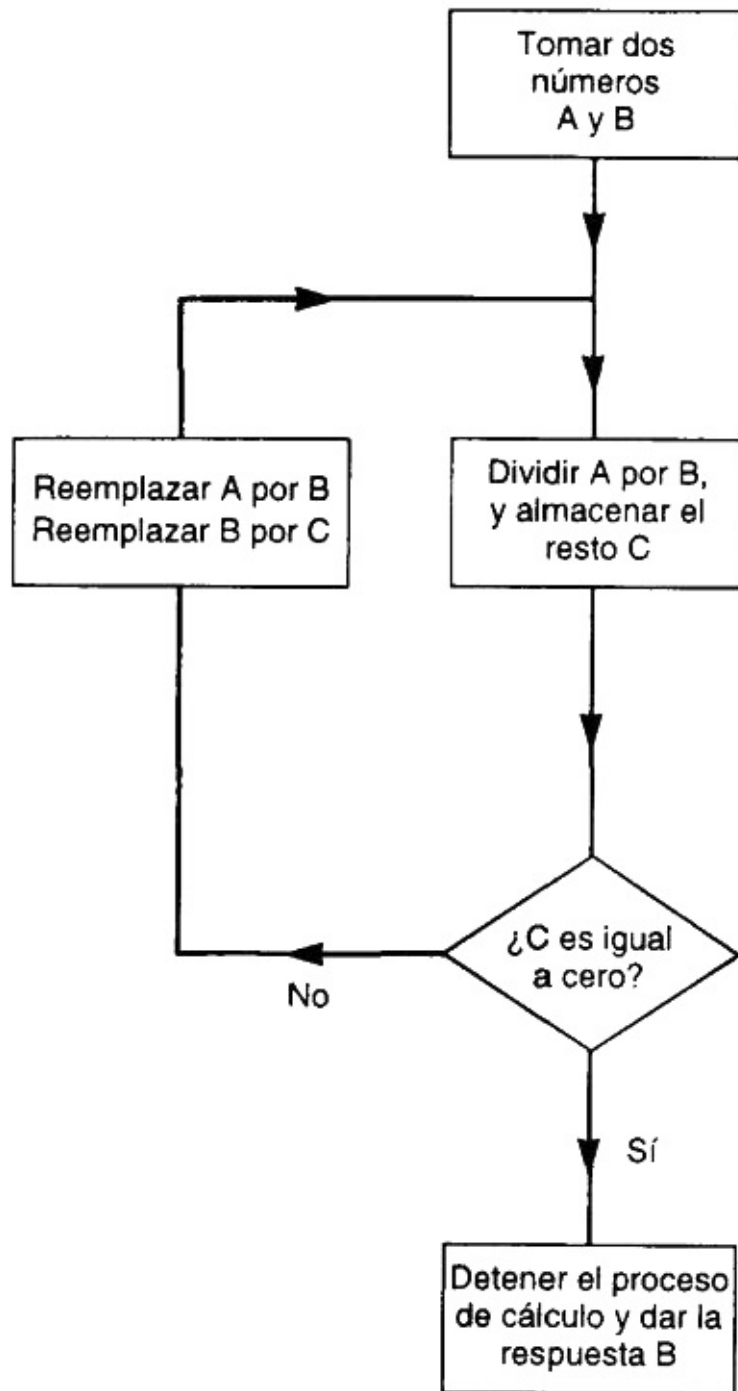 Tomar dos
números
A y B
Reemplazar A por B
Reemplazar B por C
Dividir A por B,
y almacenar el
resto C
¿C es igual
a cero?
No
Sí
Detener el proceso
de cálculo y dar la
respuesta B